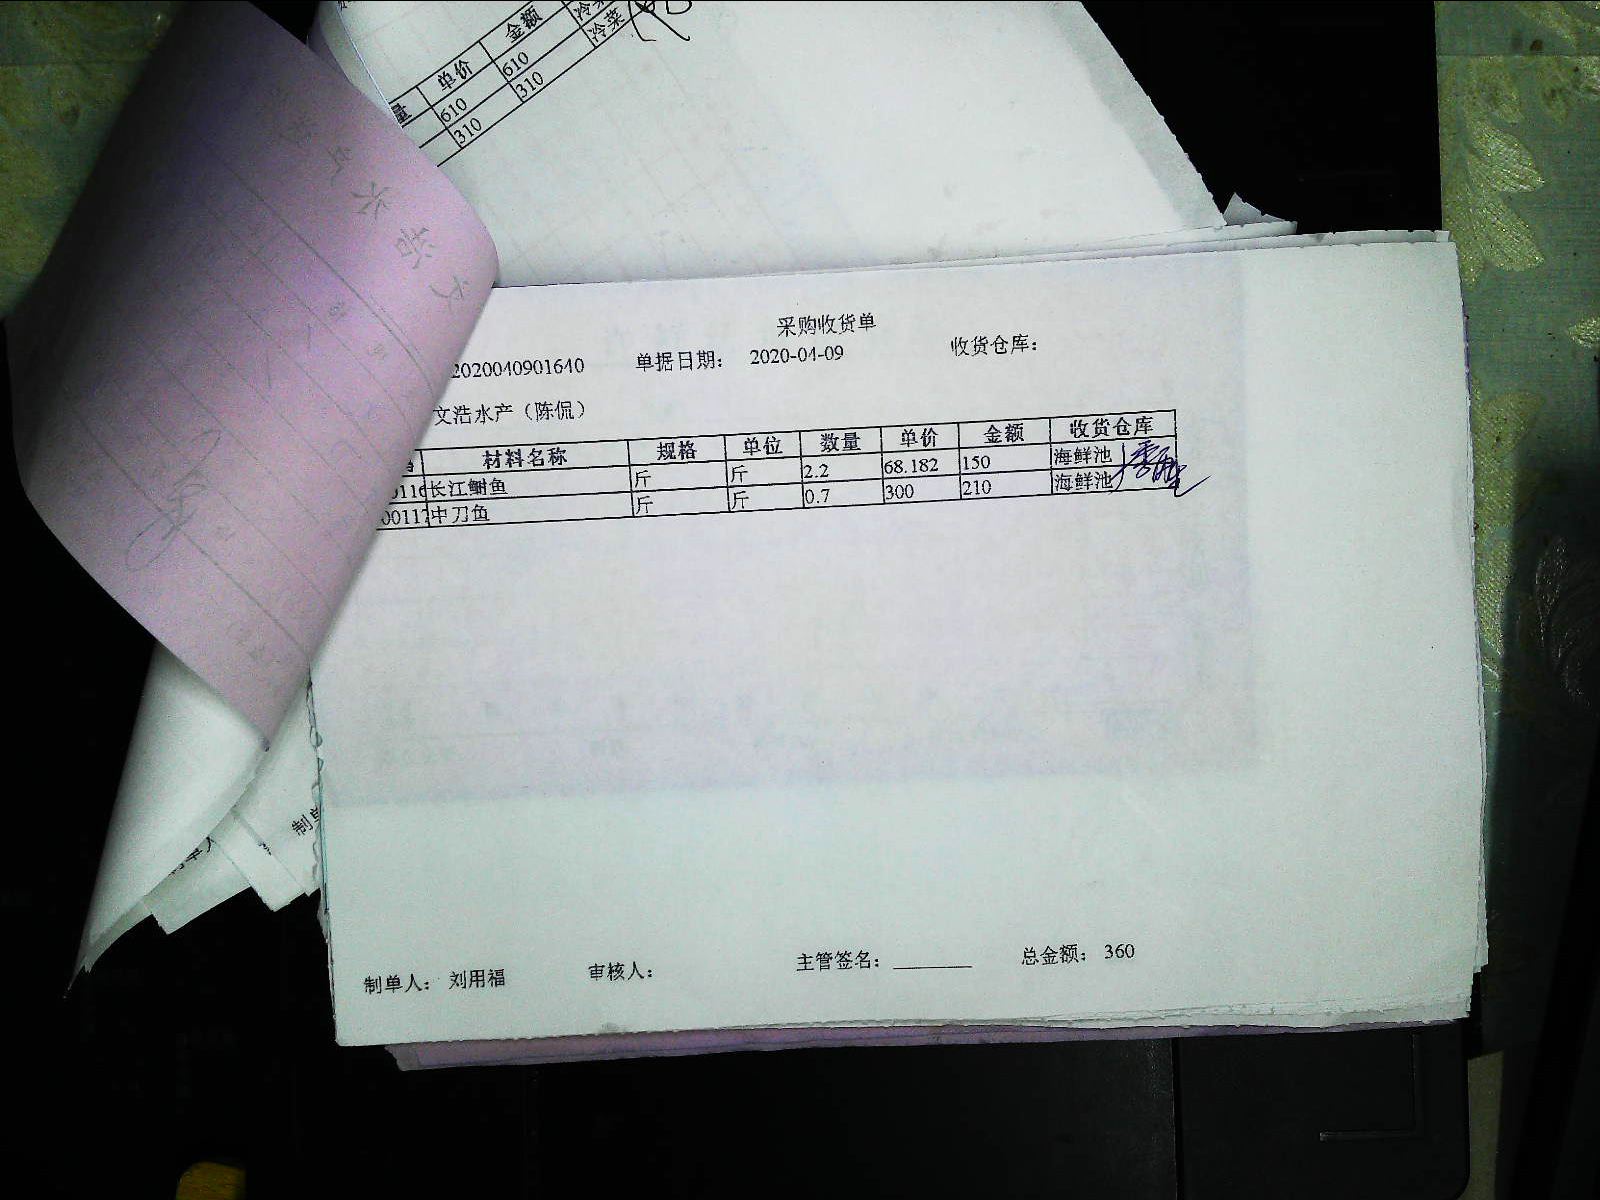 量 单价 金额
610 610 冷菜
310 310 冷菜
采购收货单
2020040901640 单据日期： 2020-04-09 收货仓库：
文浩水产（陈侃）
材料名称 规格 单位 数量 单价 金额 收货仓库
0116 长江鲥鱼 斤 斤 2.2 68.182 150 海鲜池
00117 中刀鱼 斤 斤 0.7 300 210 海鲜池
制单人： 刘用福 审核人： 主管签名： 总金额： 360